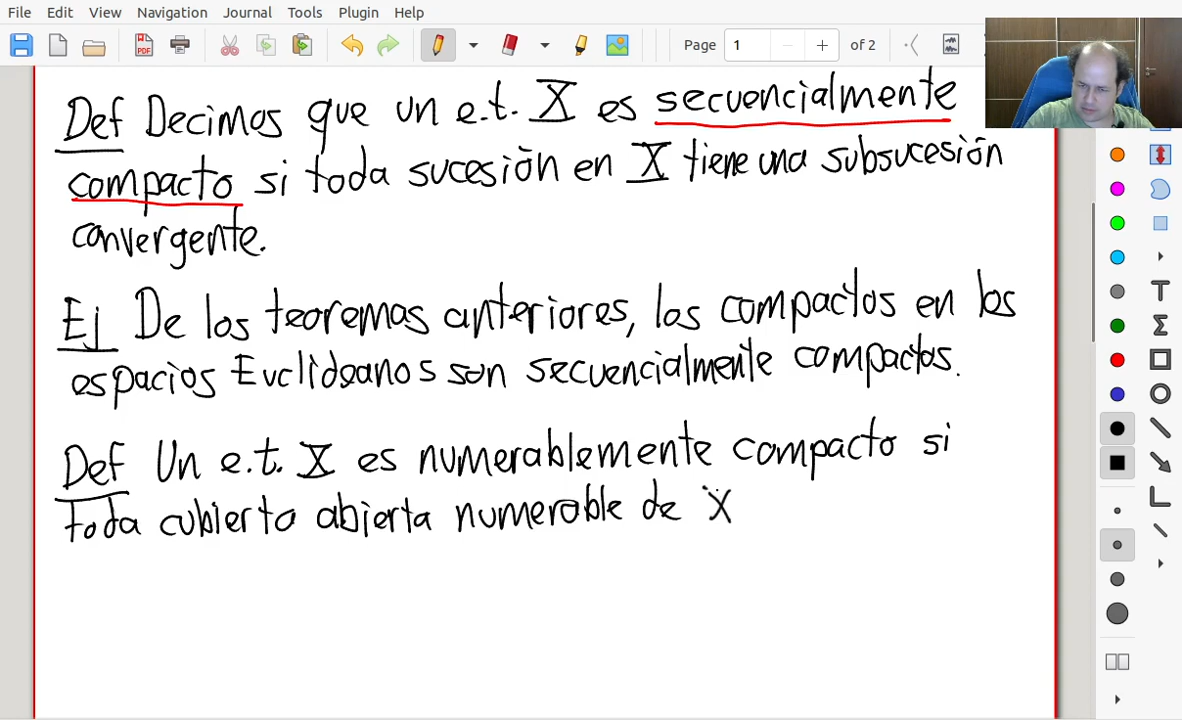 File Edit View Navigation Journal Tools Plugin Help
Page 1 of 2
Def Decimos que un e.t. X es secuencialmente
compacto si toda sucesión en X tiene una subsucesión
convergente.
Ej De los teoremas anteriores, los compactos en los
espacios Euclideanos son secuencialmente compactos.
Def Un e.t. X es numerablemente compacto si
toda cubierta abierta numerable de X